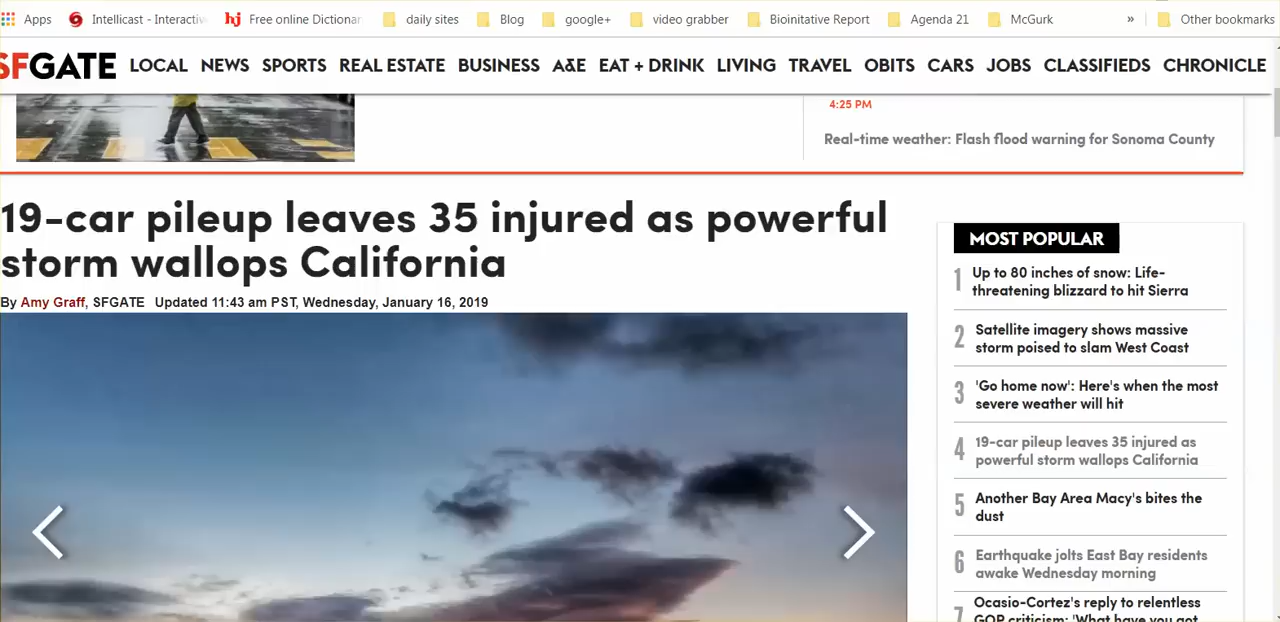 Apps Intellicast - Interactiv Free online Dictionar daily sites Blog google+ video graber Bioinitative Report Agenda 21 McGurk » Other bookmarks
SFGATE LOCAL NEWS SPORTS REAL ESTATE BUSINESS A&E EAT + DRINK LIVING TRAVEL OBITS CARS JOBS CLASSIFIEDS CHRONICLE
4:25 PM
Real-time weather: Flash flood warning for Sonoma County
19-car pileup leaves 35 injured as powerful
storm wallops California
By Amy Graff, SFGATE Updated 11:43 am PST, Wednesday, January 16, 2019
MOST POPULAR
1 Up to 80 inches of snow: Life-
threatening blizzard to hit Sierra
2 Satellite imagery shows massive
storm poised to slam West Coast
3 'Go home now': Here's when the most
severe weather will hit
4 19-car pileup leaves 35 injured as
powerful storm wallops California
5 Another Bay Area Macy's bites the
dust
6 Earthquake jolts East Bay residents
awake Wednesday morning
7 Ocasio-Cortez's reply to relentless
GOP criticism: 'What have you got